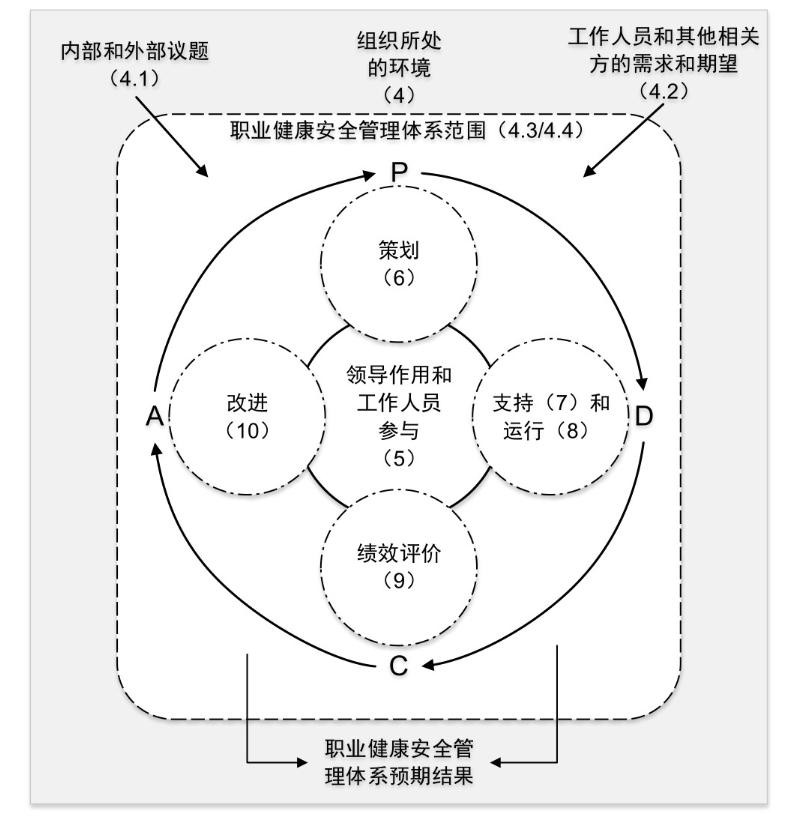 内部和外部议题
（4.1）
组织所处
的环境
（4）
工作人员和其他相关
方的需求和期望
（4.2）
职业健康安全管理体系范围（4.3/4.4）
P
策划
（6）
A
改进
（10）
领导作用和
工作人员
参与
（5）
支持（7）和
运行（8）
D
绩效评价
（9）
C
职业健康安全管
理体系预期结果